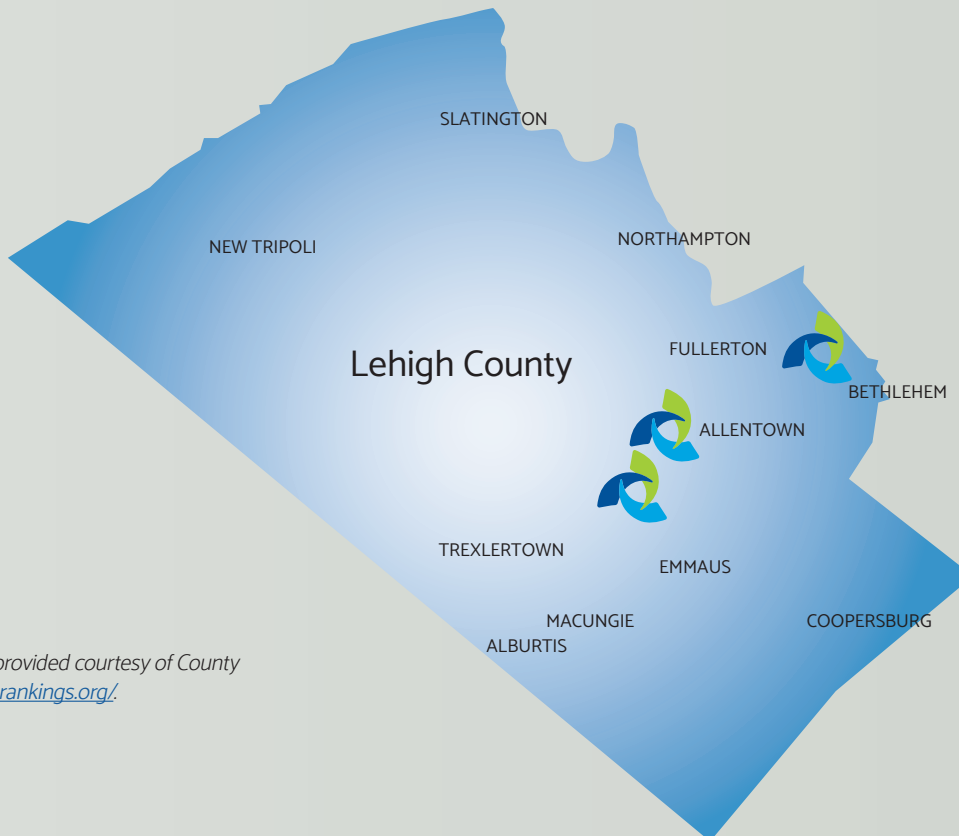 SLATINGTON
NORTHAMPTON
NEW TRIPOLI
FULLERTON
Lehigh County
BETHLEHEM
ALLENTOWN
TREXLERTOWN
EMMAUS
MACUNGIE
COOPERSBURG
ALBURTIS
provided courtesy of County
rankings.org/.